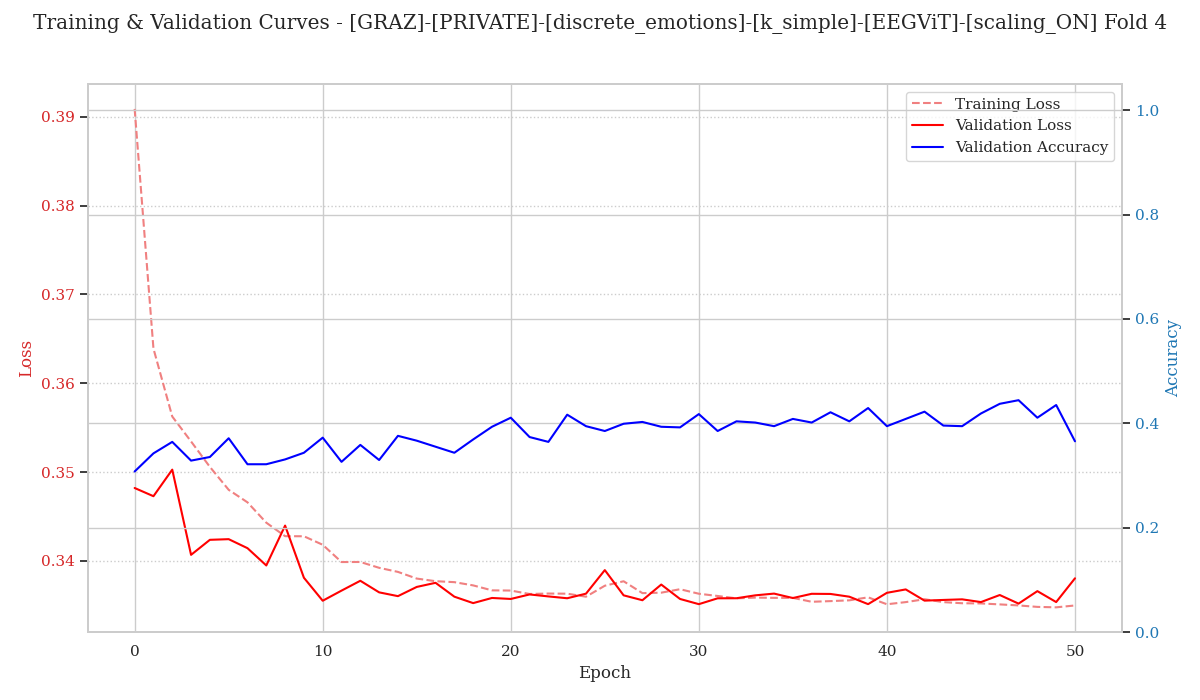 Training & Validation Curves - [GRAZ]-[PRIVATE]-[discrete_emotions]-[k_simple]-[EEGViT]-[scaling_ON] Fold 4
Training Loss
Validation Loss
Validation Accuracy
Loss
0.39
0.38
0.37
0.36
0.35
0.34
1.0
0.8
0.6
0.4
0.2
0.0
Accuracy
0
10
20
30
40
50
Epoch